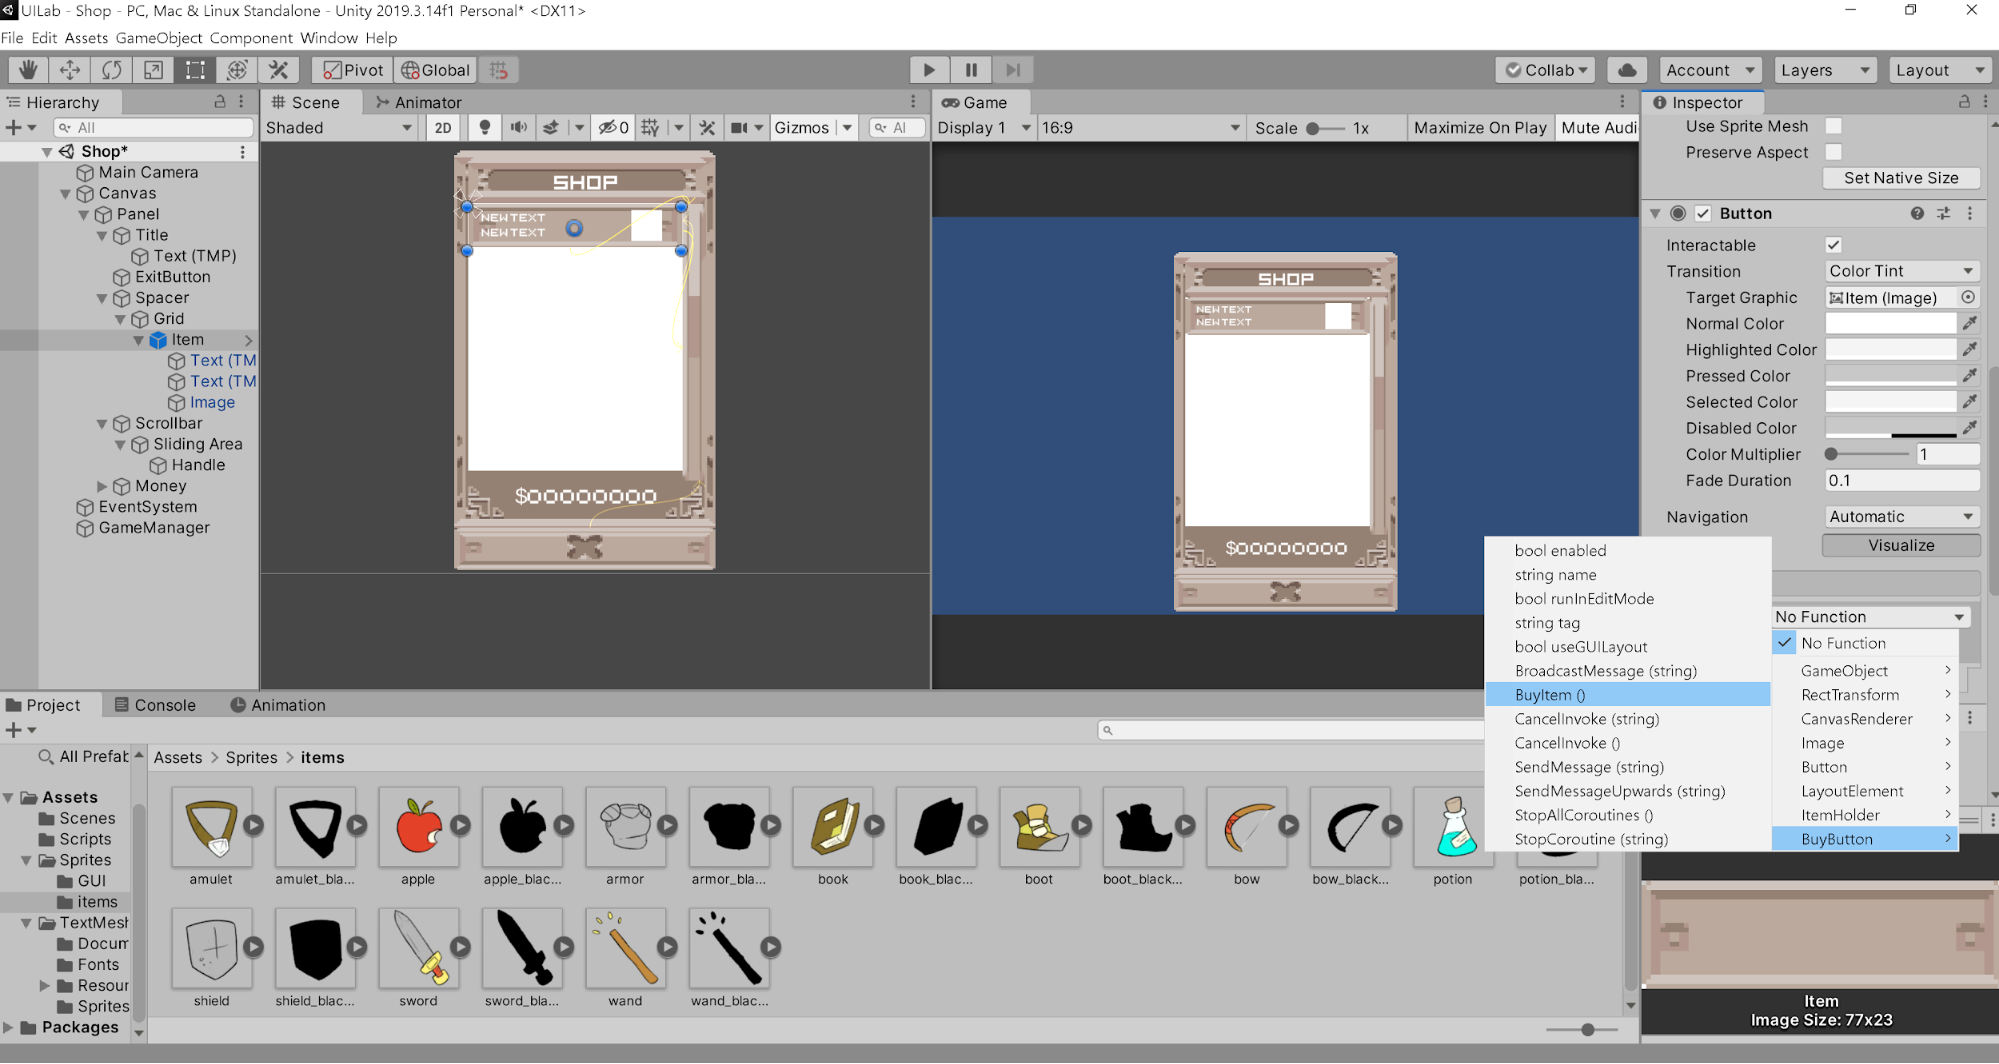 UILab - Shop - PC, Mac & Linux Standalone - Unity 2019.3.14f1 Personal* <DX11>
File Edit Assets GameObject Component Window Help
Pivot Global Collab Account Layers Layout
Hierarchy
All
Shop*
Main Camera
Canvas
Panel
Title
Text (TMP)
ExitButton
Spacer
Grid
Item
Text (TM
Text (TM
Image
Scrollbar
Sliding Area
Handle
Money
EventSystem
GameManager
Scene Animator
Shaded 2D 0 Gizmos Al
SHOP
NEW TEXT
NEW TEXT
$00000000
Game
Display 1 16:9 Scale 1x Maximize On Play Mute Audi
SHOP
NEW TEXT
NEW TEXT
$00000000
Inspector
Use Sprite Mesh
Preserve Aspect
Set Native Size
Button
Interactable
Transition Color Tint
Target Graphic Item (Image)
Normal Color
Highlighted Color
Pressed Color
Selected Color
Disabled Color
Color Multiplier 1
Fade Duration 0.1
Navigation Automatic
Visualize
No Function
No Function
GameObject
RectTransform
CanvasRenderer
Image
Button
LayoutElement
ItemHolder
BuyButton
bool enabled
string name
bool runInEditMode
string tag
bool useGUILayout
BroadcastMessage (string)
BuyItem ()
CancelInvoke (string)
CancelInvoke ()
SendMessage (string)
SendMessageUpwards (string)
StopAllCoroutines ()
StopCoroutine (string)
Project Console Animation
All Prefab
Assets
Scenes
Scripts
Sprites
GUI
items
TextMesh
Docum
Fonts
Resour
Sprites
Packages
Assets > Sprites > items
amulet amulet_bla... apple apple_blac... armor armor_bla... book book_blac... boot boot_black... bow bow_black... potion potion_bla...
shield shield_blac... sword sword_bla... wand wand_blac...
Item
Image Size: 77x23